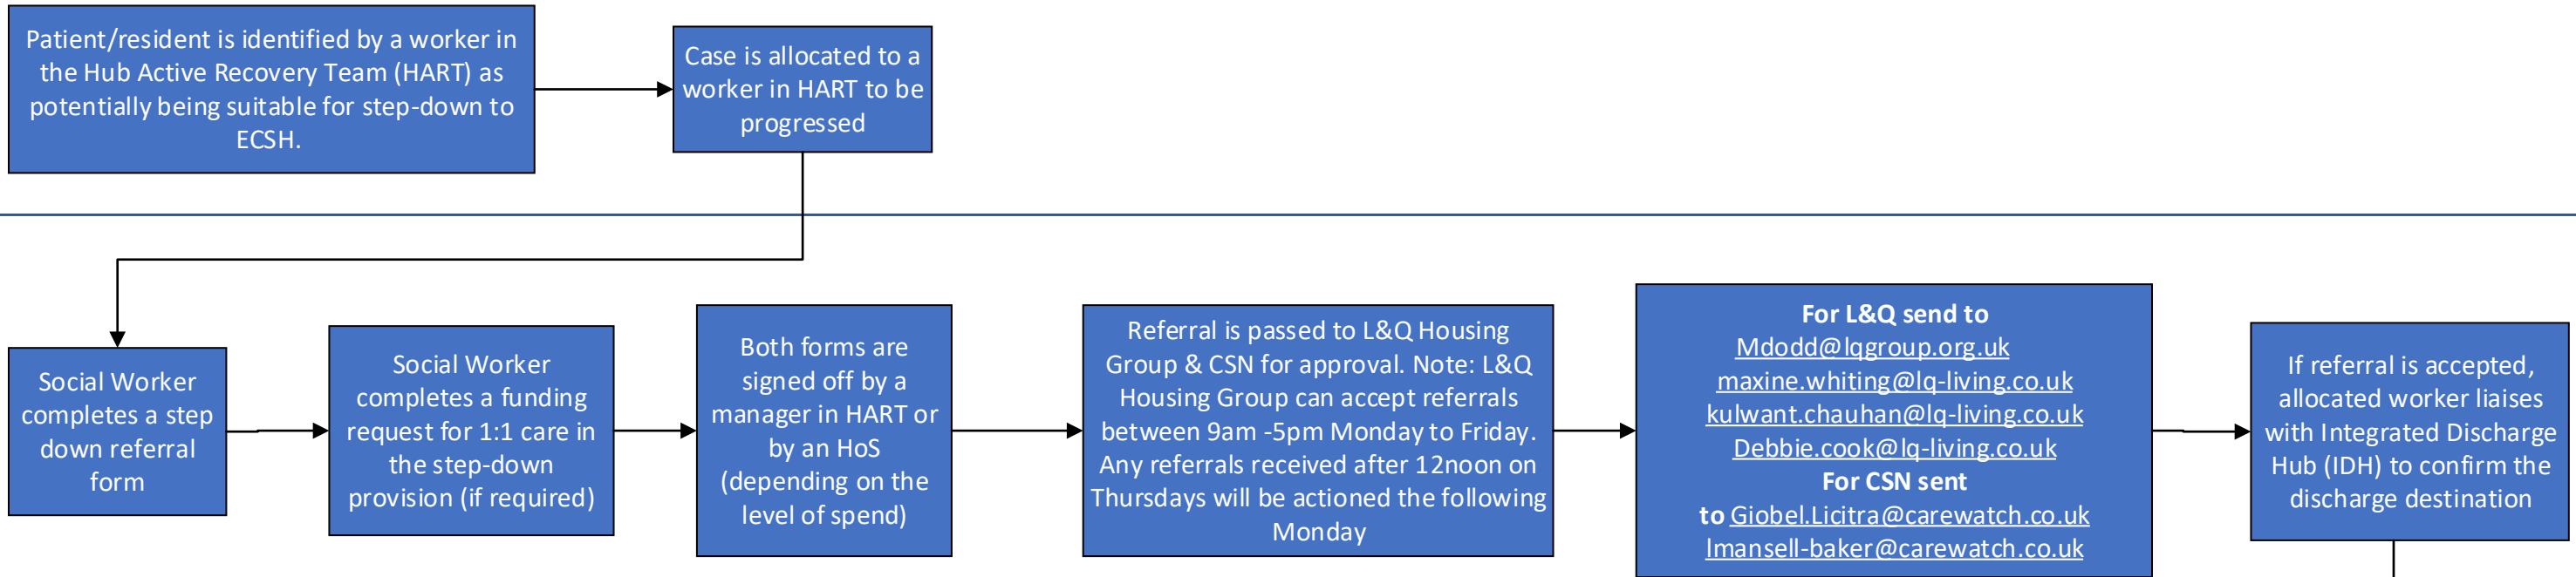 Patient/resident is identified by a worker in
the Hub Active Recovery Team (HART) as
potentially being suitable for step-down to
ECSH.
Case is allocated to a
worker in HART to be
progressed
Social Worker
completes a step
down referral
form
Social Worker
completes a funding
request for 1:1 care in
the step-down
provision (if required)
Both forms are
signed off by a
manager in HART or
by an HoS
(depending on the
level of spend)
Referral is passed to L&Q Housing
Group & CSN for approval. Note: L&Q
Housing Group can accept referrals
between 9am -5pm Monday to Friday.
Any referrals received after 12noon on
Thursdays will be actioned the following
Monday
For L&Q send to
Mdodd@lqgroup.org.uk
maxine.whiting@lq-living.co.uk
kulwant.chauhan@lq-living.co.uk
Debbie.cook@lq-living.co.uk
For CSN sent
to Giobel.Licitra@carewatch.co.uk
lmansell-baker@carewatch.co.uk
If referral is accepted,
allocated worker liaises
with Integrated Discharge
Hub (IDH) to confirm the
discharge destination